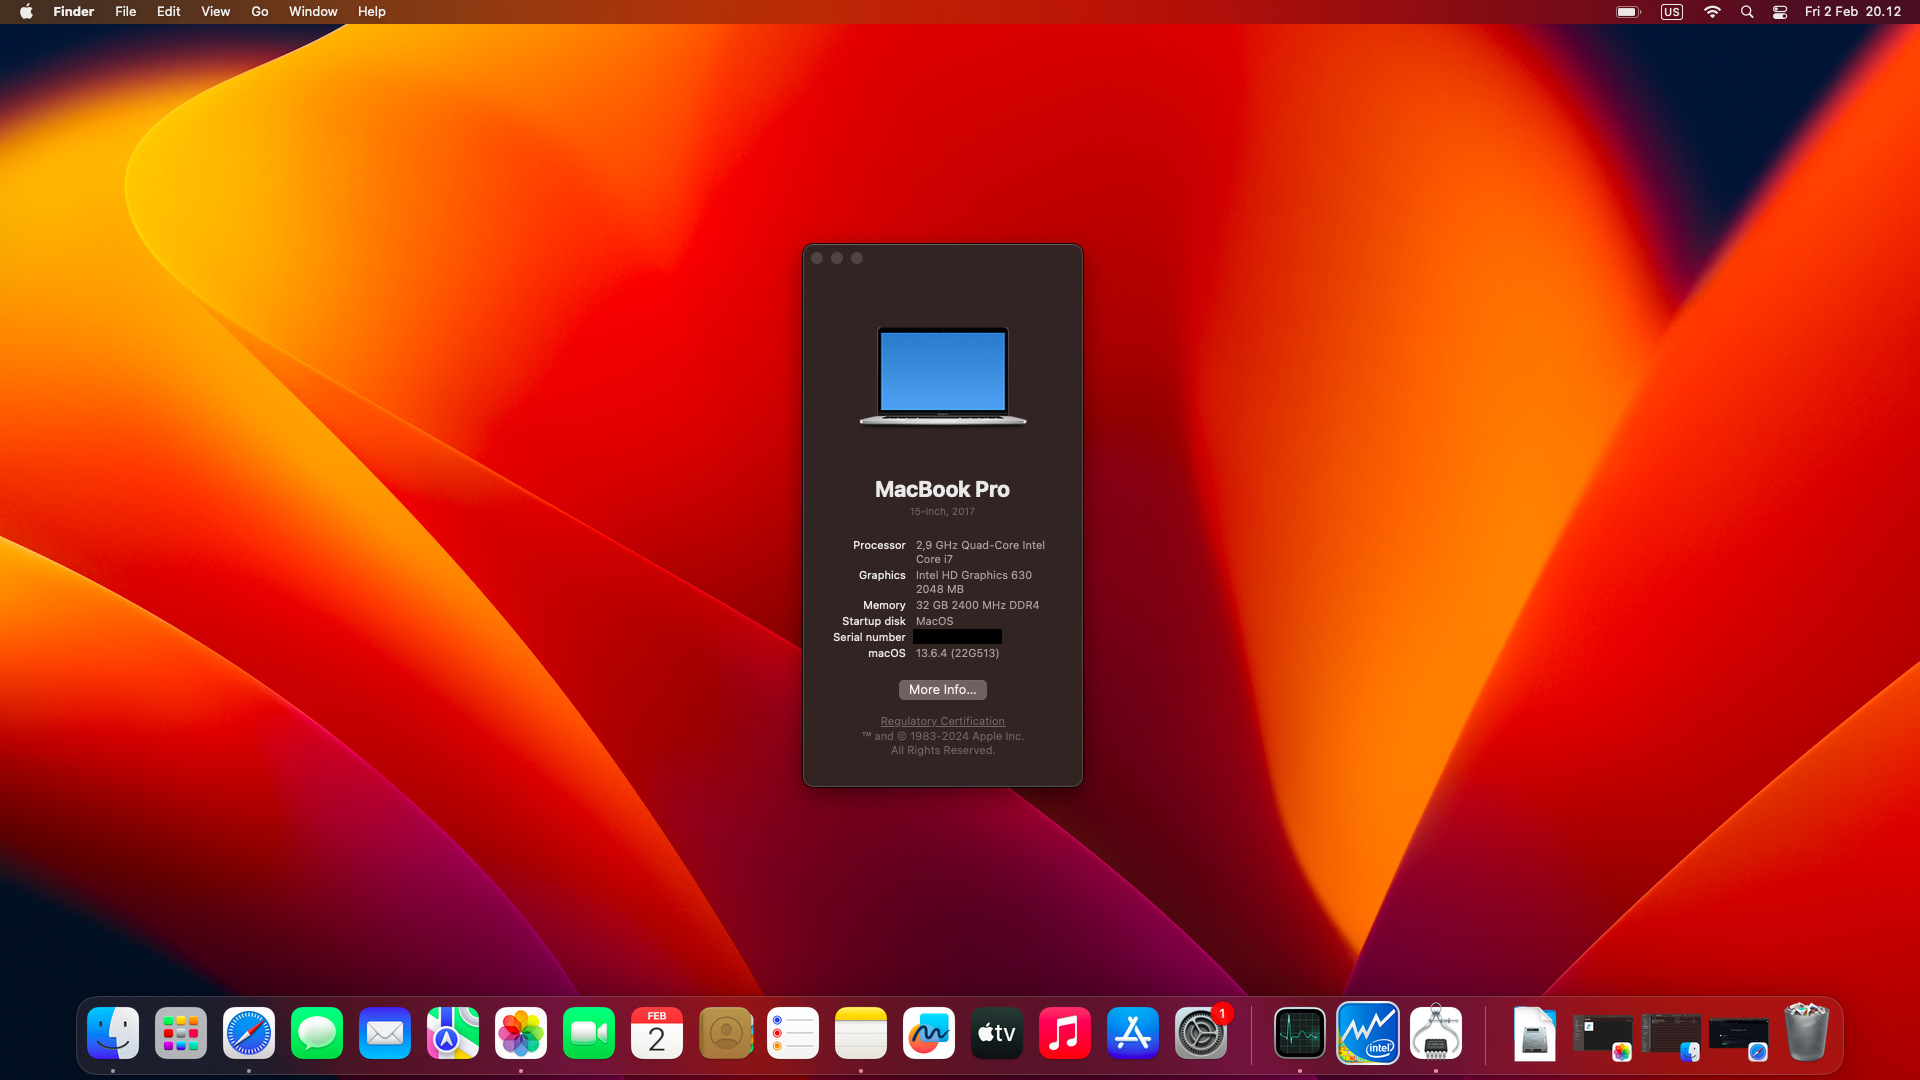 Finder File Edit View Go Window Help US Fri 2 Feb 20.12
MacBook Pro
15-inch, 2017
Processor 2,9 GHz Quad-Core Intel
Core i7
Graphics Intel HD Graphics 630
2048 MB
Memory 32 GB 2400 MHz DDR4
Startup disk MacOS
Serial number
macOS 13.6.4 (22G513)
More Info...
Regulatory Certification
™ and © 1983-2024 Apple Inc.
All Rights Reserved.
FEB
2
tv
1
intel